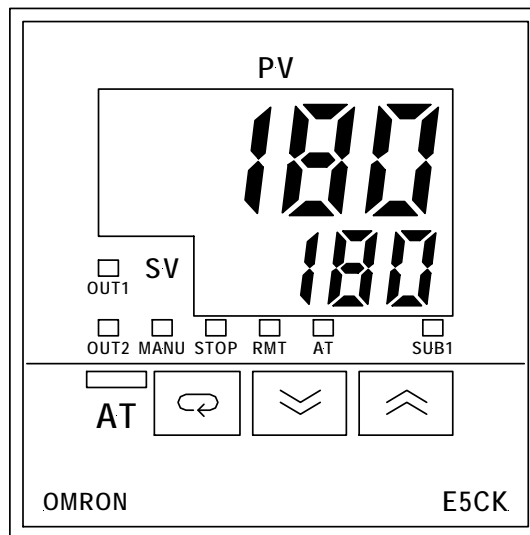 PV
180
180
SV
OUT1
OUT2 MANU STOP RMT AT SUB1
AT
OMRON E5CK